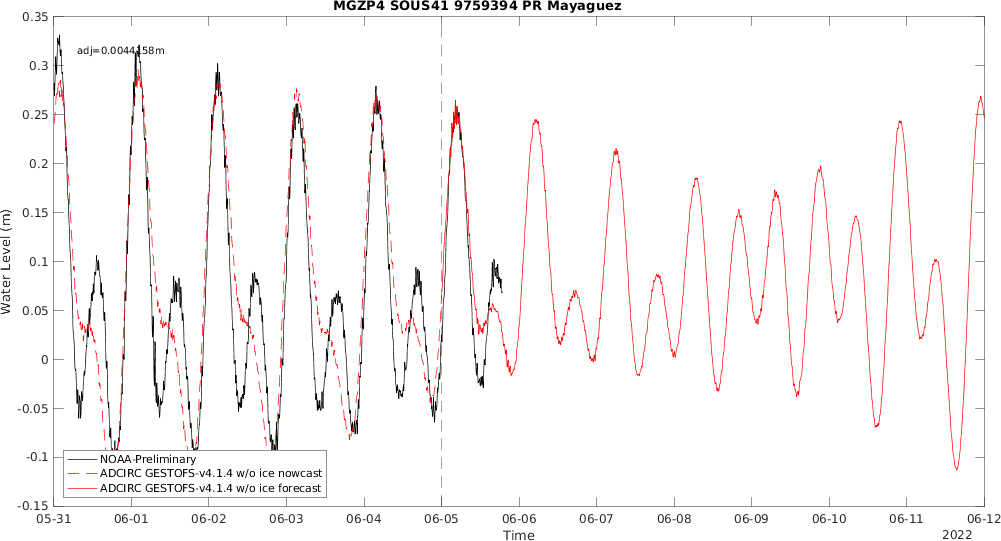 MGZP4 SOUS41 9759394 PR Mayaguez
adj=0.0044158m
Water Level (m)
0.35
0.3
0.25
0.2
0.15
0.1
0.05
0
-0.05
-0.1
-0.15
NOAA-Preliminary
ADCIRC GESTOFS-v4.1.4 w/o ice nowcast
ADCIRC GESTOFS-v4.1.4 w/o ice forecast
05-31 06-01 06-02 06-03 06-04 06-05 06-06 06-07 06-08 06-09 06-10 06-11 06-12
Time
2022